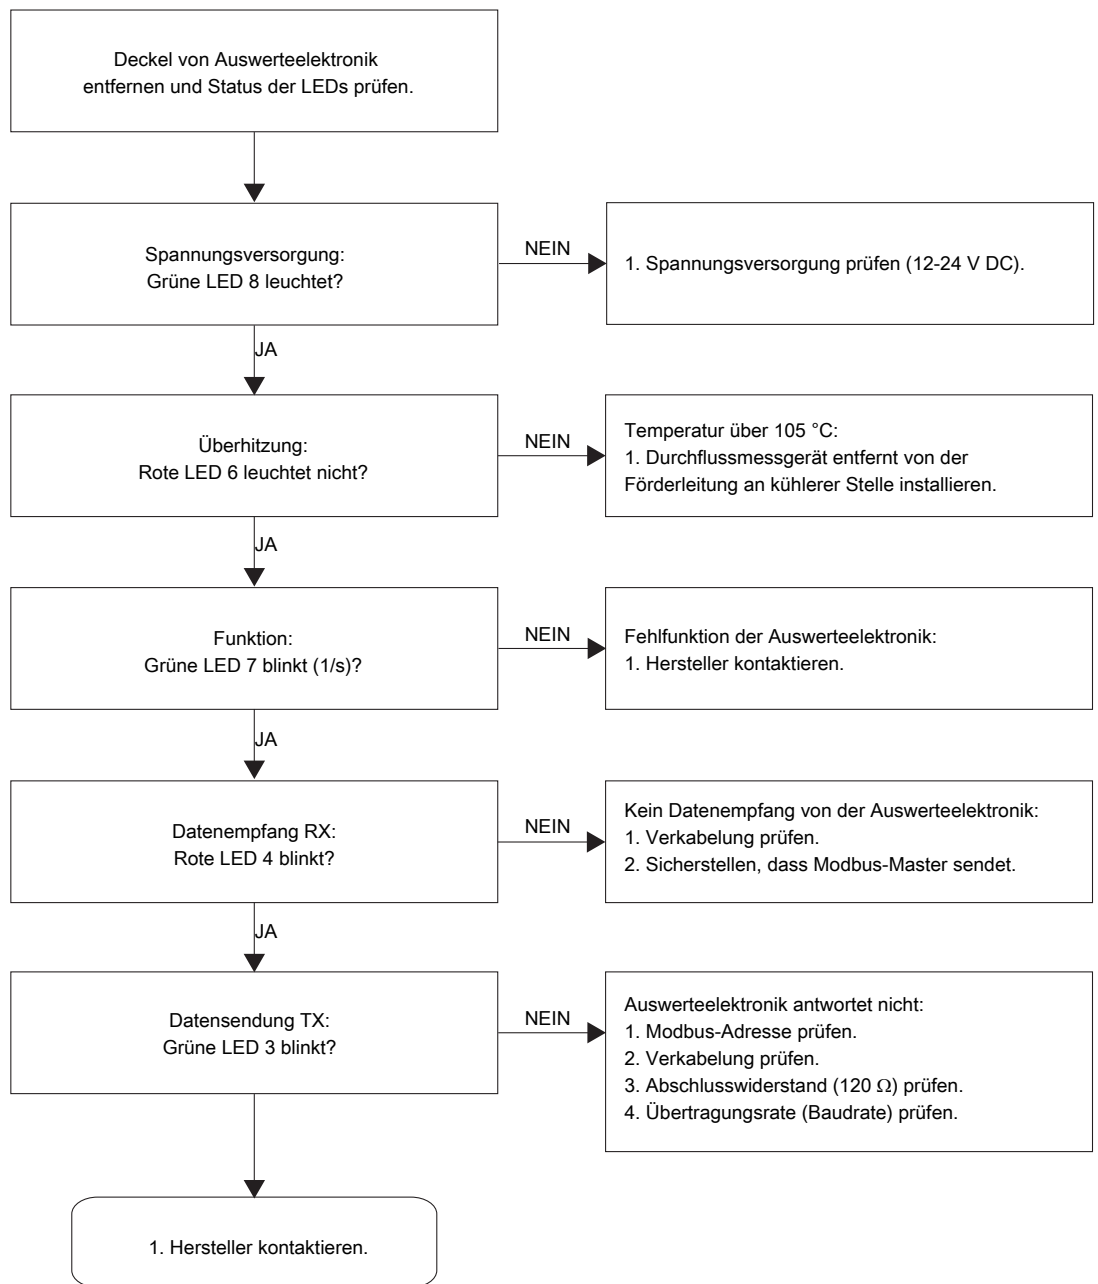 Deckel von Auswerteelektronik
entfernen und Status der LEDs prüfen.
Spannungsversorgung:
Grüne LED 8 leuchtet?
NEIN
1. Spannungsversorgung prüfen (12-24 V DC).
JA
Überhitzung:
Rote LED 6 leuchtet nicht?
NEIN
Temperatur über 105 °C:
1. Durchflussmessgerät entfernt von der
Förderleitung an kühlerer Stelle installieren.
JA
Funktion:
Grüne LED 7 blinkt (1/s)?
NEIN
Fehlfunktion der Auswerteelektronik:
1. Hersteller kontaktieren.
JA
Datenempfang RX:
Rote LED 4 blinkt?
NEIN
Kein Datenempfang von der Auswerteelektronik:
1. Verkabelung prüfen.
2. Sicherstellen, dass Modbus-Master sendet.
JA
Datensendung TX:
Grüne LED 3 blinkt?
NEIN
Auswerteelektronik antwortet nicht:
1. Modbus-Adresse prüfen.
2. Verkabelung prüfen.
3. Abschlusswiderstand (120 Ω) prüfen.
4. Übertragungsrate (Baudrate) prüfen.
1. Hersteller kontaktieren.